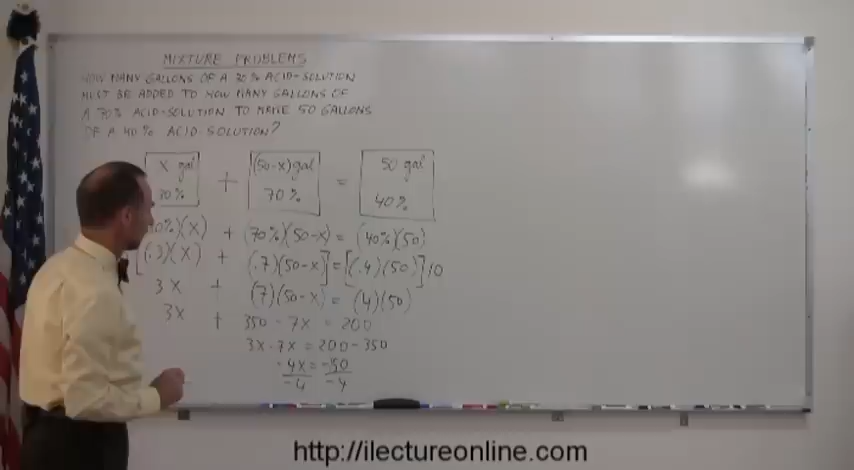 MIXTURE PROBLEMS
HOW MANY GALLONS OF A 30% ACID-SOLUTION
MUST BE ADDED TO HOW MANY GALLONS OF
A 70% ACID-SOLUTION TO MAKE 50 GALLONS
OF A 40% ACID SOLUTION?
X gal (50-x) gal 50 gal
30% + 70% = 40%
0%)(X) + (70%)(50-x) = (40%)(50)
[(.3)(X) + (.7)(50-x)] = [(.4)(50)]10
3X + (7)(50-x) = (4)(50)
3X + 350 - 7X = 200
3X - 7X = 200 - 350
-4X = -150
-4 -4
http://ilectureonline.com